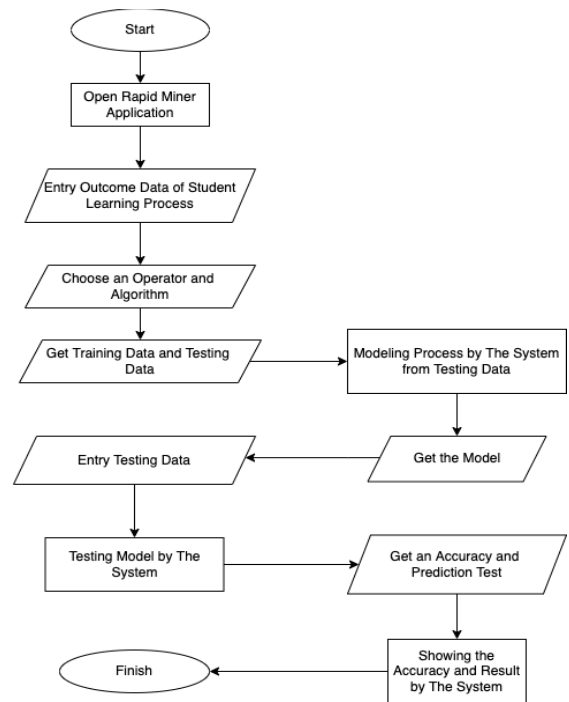 Start
Open Rapid Miner
Application
Entry Outcome Data of Student
Learning Process
Choose an Operator and
Algorithm
Get Training Data and Testing
Data
Modeling Process by The System
from Testing Data
Get the Model
Entry Testing Data
Testing Model by The
System
Get an Accuracy and
Prediction Test
Showing the
Accuracy and Result
by The System
Finish